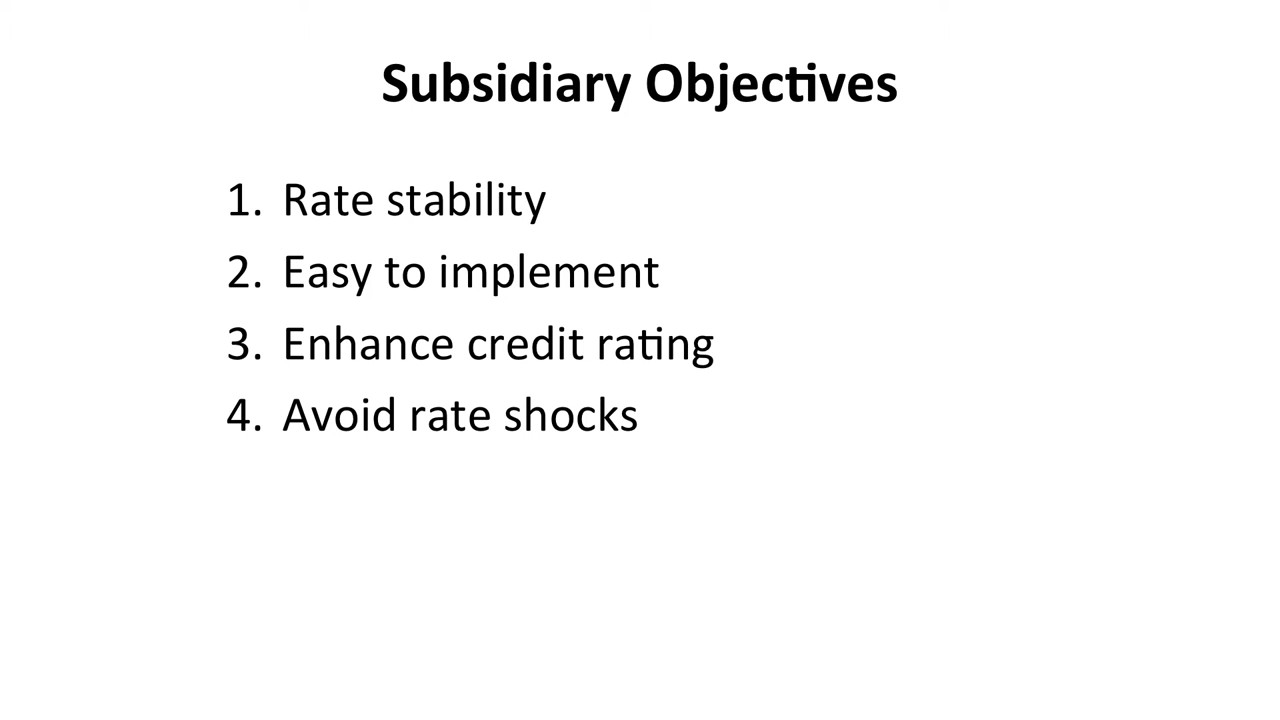 Subsidiary Objectives
1. Rate stability
2. Easy to implement
3. Enhance credit rating
4. Avoid rate shocks